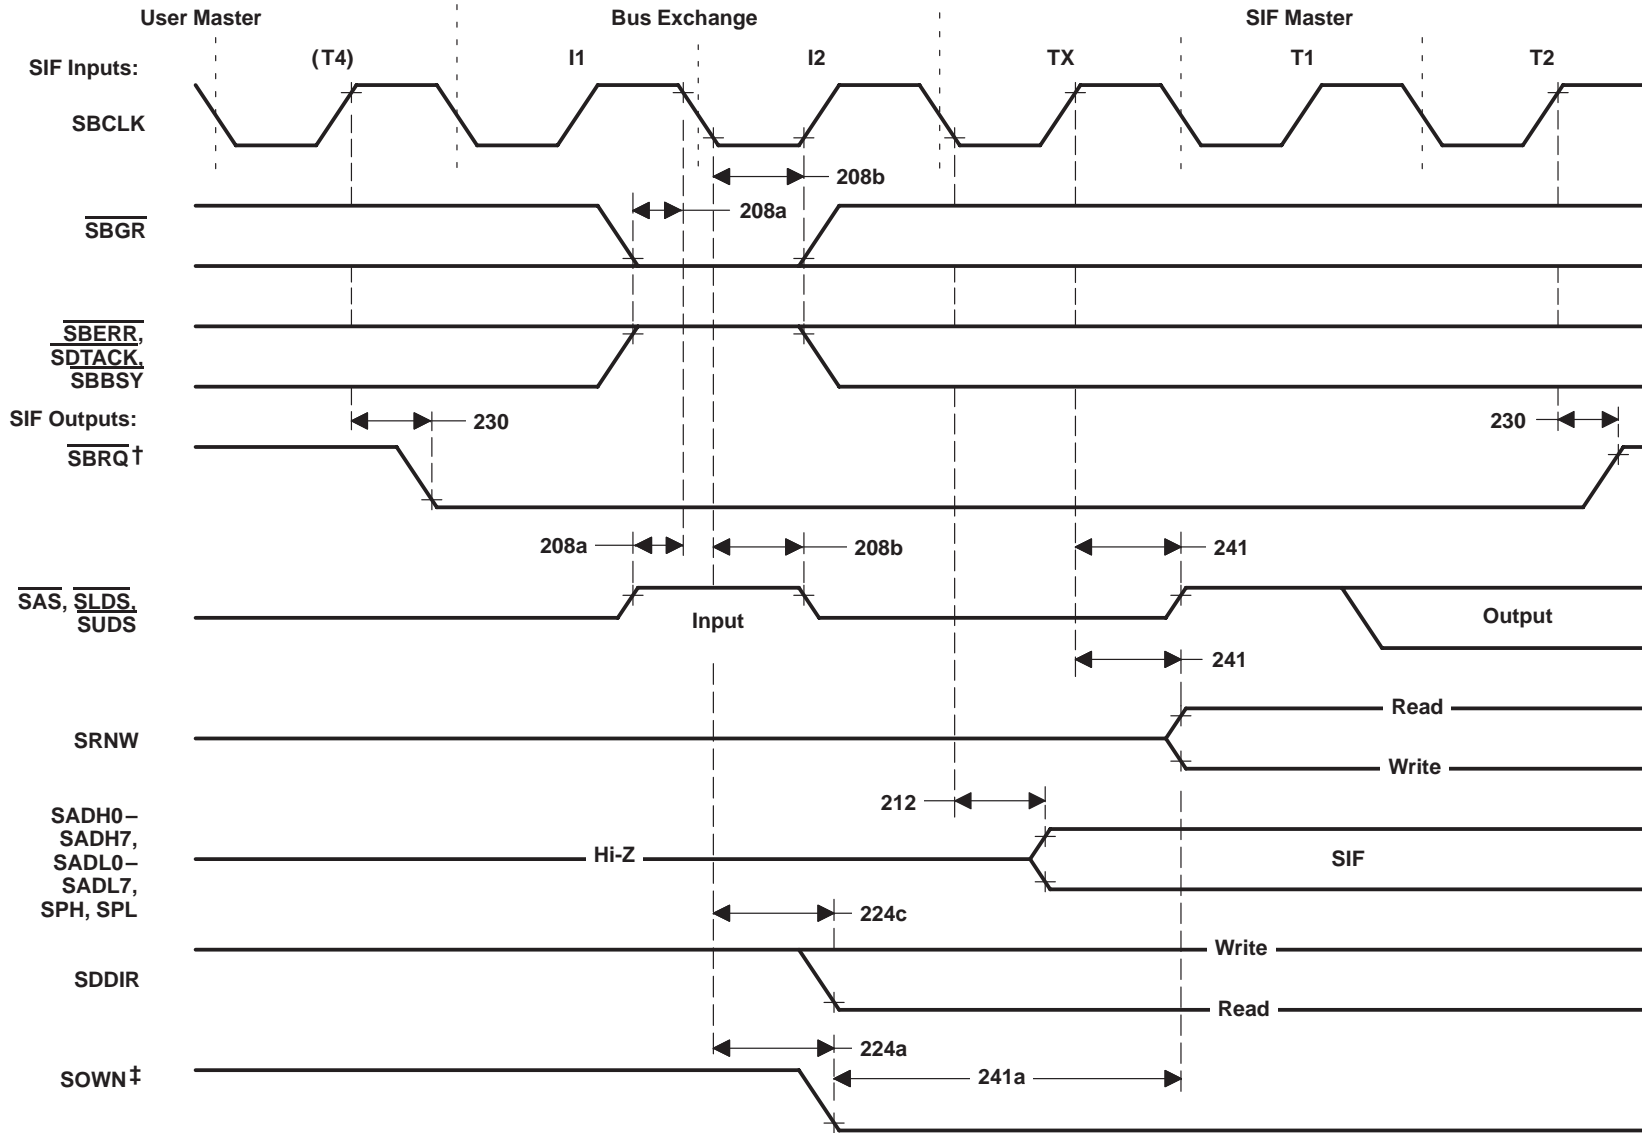 User Master
Bus Exchange
SIF Master
(T4)
I1
I2
TX
T1
T2
SIF Inputs:
SBCLK
208b
208a
SBGR
SBERR,
SDTACK,
SBBSY
SIF Outputs:
230
230
SBRQ†
208a
208b
241
SAS, SLDS,
SUDS
Input
Output
241
SRNW
Read
Write
212
SADH0–
SADH7,
SADL0–
SADL7,
SPH, SPL
Hi-Z
SIF
224c
SDDIR
Write
Read
224a
241a
SOWN‡